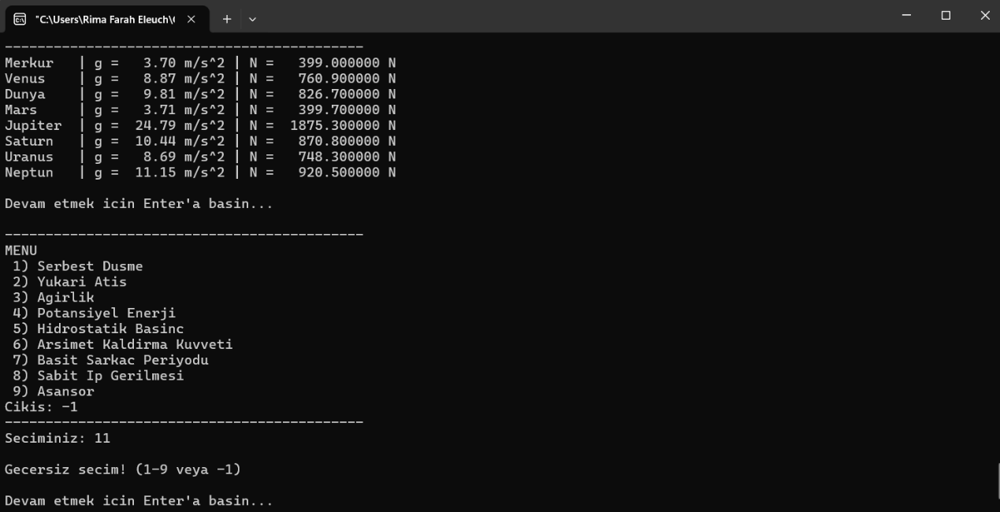 "C:\Users\Rima Farah Eleuch\
--------------------------------------------
Merkur   | g =   3.70 m/s^2 | N =   399.000000 N
Venus    | g =   8.87 m/s^2 | N =   760.900000 N
Dunya    | g =   9.81 m/s^2 | N =   826.700000 N
Mars     | g =   3.71 m/s^2 | N =   399.700000 N
Jupiter  | g =  24.79 m/s^2 | N =  1875.300000 N
Saturn   | g =  10.44 m/s^2 | N =   870.800000 N
Uranus   | g =   8.69 m/s^2 | N =   748.300000 N
Neptun   | g =  11.15 m/s^2 | N =   920.500000 N
Devam etmek icin Enter'a basin...
--------------------------------------------
MENU
 1) Serbest Dusme
 2) Yukari Atis
 3) Agirlik
 4) Potansiyel Enerji
 5) Hidrostatik Basinc
 6) Arsimet Kaldirma Kuvveti
 7) Basit Sarkac Periyodu
 8) Sabit Ip Gerilmesi
 9) Asansor
Cikis: -1
--------------------------------------------
Seciminiz: 11
Gecersiz secim! (1-9 veya -1)
Devam etmek icin Enter'a basin...